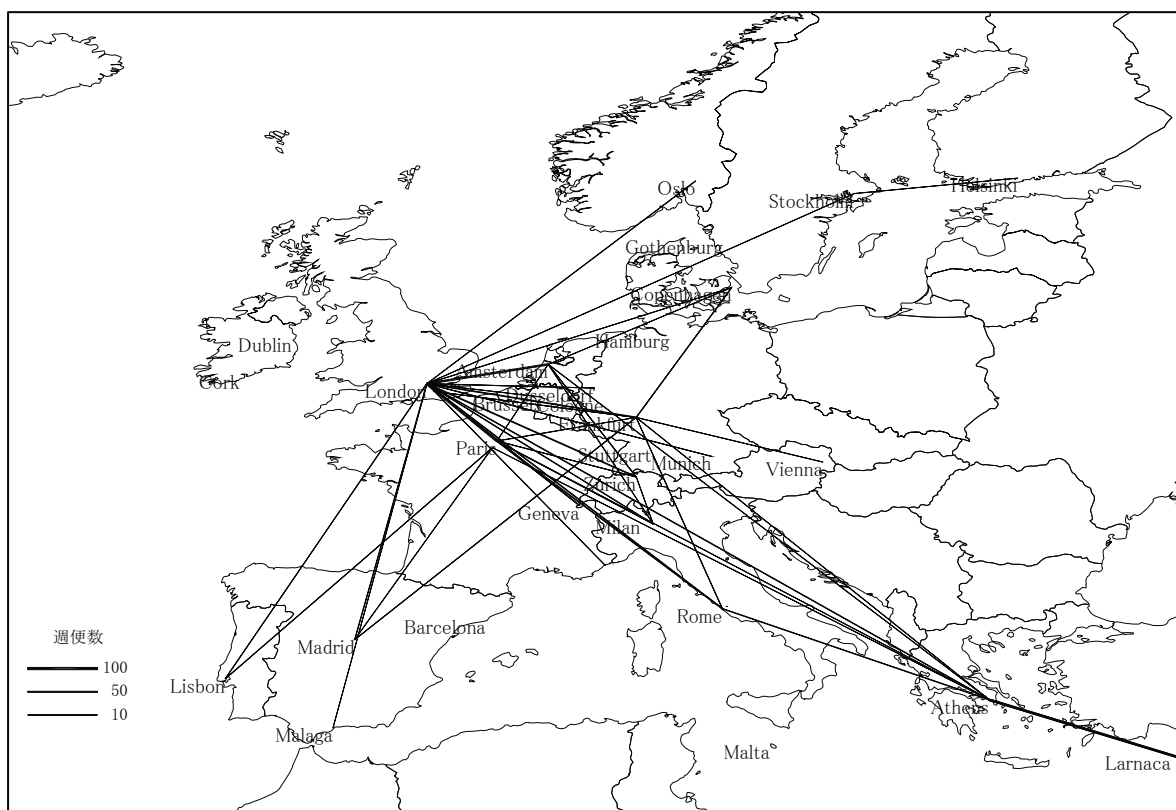 Oslo
Helsinki
Stockholm
Gothenburg
Copenhagen
Hamburg
Dublin
Cork
Amsterdam
London
Dusseldorf
Brussels
Cologne
Frankfurt
Paris
Stuttgart
Munich
Vienna
Zurich
Geneva
Milan
Rome
Barcelona
Madrid
週便数
100
50
10
Lisbon
Malaga
Athens
Malta
Larnaca